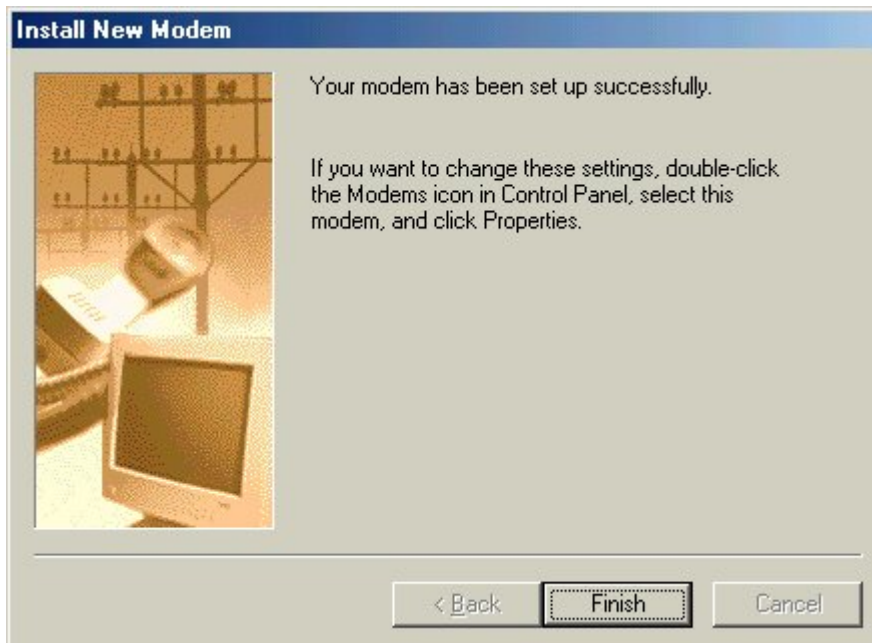 Install New Modem
Your modem has been set up successfully.
If you want to change these settings, double-click
the Modems icon in Control Panel, select this
modem, and click Properties.
< Back Finish Cancel